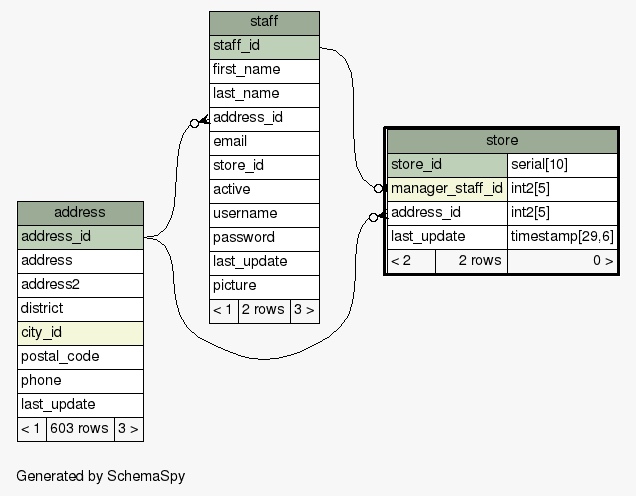 staff
staff_id
first_name
last_name
address_id
email
store_id
active
username
password
last_update
picture
< 1 2 rows 3 >
store
store_id serial[10]
manager_staff_id int2[5]
address_id int2[5]
last_update timestamp[29,6]
< 2 2 rows 0 >
address
address_id
address
address2
district
city_id
postal_code
phone
last_update
< 1 603 rows 3 >
Generated by SchemaSpy